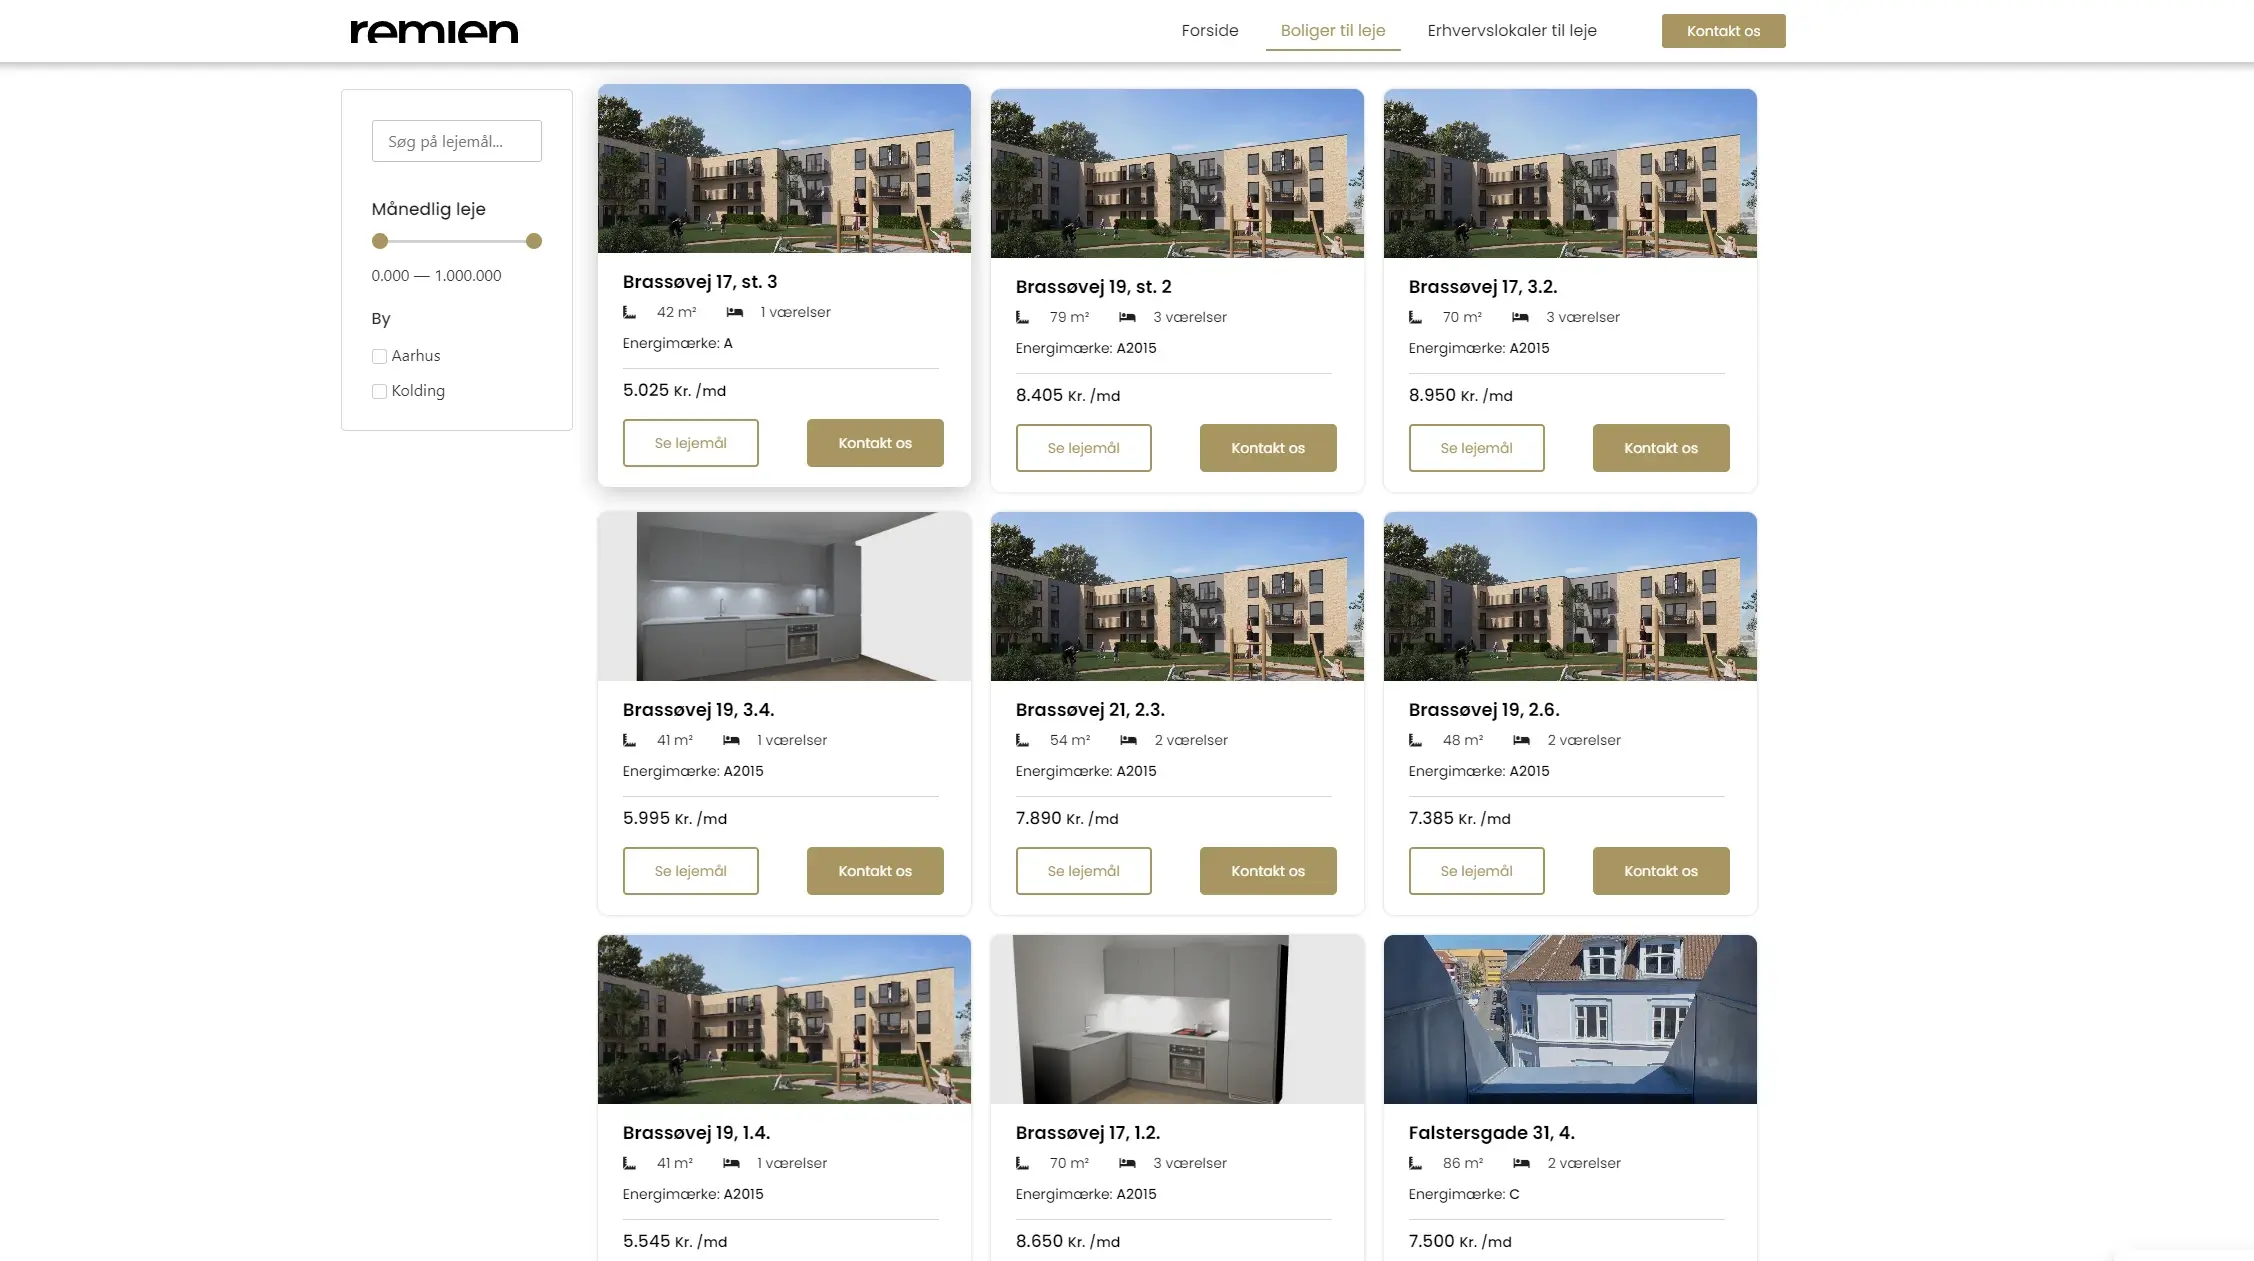 remien
Forside
Boliger til leje
Erhvervslokaler til leje
Kontakt os
Søg på lejemål...
Månedlig leje
0.000 — 1.000.000
By
Aarhus
Kolding
Brassøvej 17, st. 3
42 m²
1 værelser
Energimærke: A
5.025 Kr. /md
Se lejemål
Kontakt os
Brassøvej 19, st. 2
79 m²
3 værelser
Energimærke: A2015
8.405 Kr. /md
Se lejemål
Kontakt os
Brassøvej 17, 3.2.
70 m²
3 værelser
Energimærke: A2015
8.950 Kr. /md
Se lejemål
Kontakt os
Brassøvej 19, 3.4.
41 m²
1 værelser
Energimærke: A2015
5.995 Kr. /md
Se lejemål
Kontakt os
Brassøvej 21, 2.3.
54 m²
2 værelser
Energimærke: A2015
7.890 Kr. /md
Se lejemål
Kontakt os
Brassøvej 19, 2.6.
48 m²
2 værelser
Energimærke: A2015
7.385 Kr. /md
Se lejemål
Kontakt os
Brassøvej 19, 1.4.
41 m²
1 værelser
Energimærke: A2015
5.545 Kr. /md
Brassøvej 17, 1.2.
70 m²
3 værelser
Energimærke: A2015
8.650 Kr. /md
Falstersgade 31, 4.
86 m²
2 værelser
Energimærke: C
7.500 Kr. /md